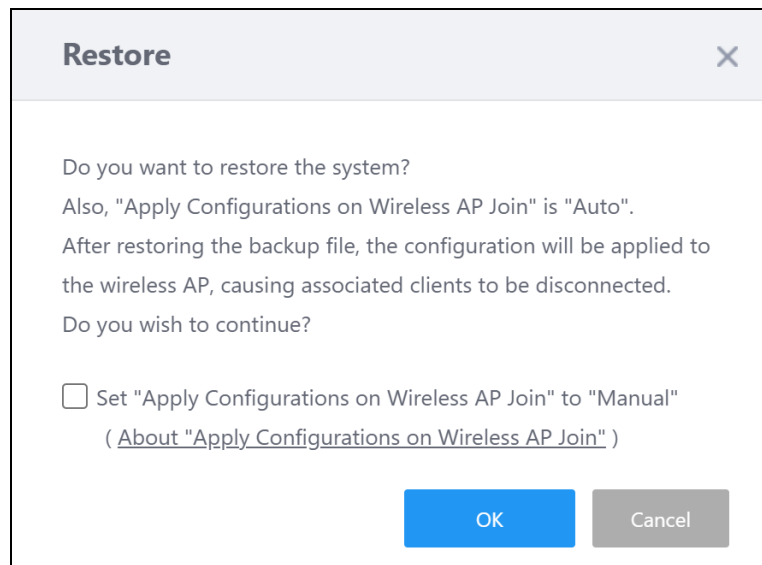 Restore
Do you want to restore the system?
Also, "Apply Configurations on Wireless AP Join" is "Auto".
After restoring the backup file, the configuration will be applied to
the wireless AP, causing associated clients to be disconnected.
Do you wish to continue?
Set "Apply Configurations on Wireless AP Join" to "Manual"
( About "Apply Configurations on Wireless AP Join" )
OK Cancel